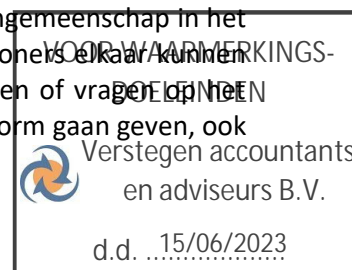 ngemeenschap in het
oners elkaar kunnen
en of vragen op het
orm gaan geven, ook
VOOR WAARMERKINGS-
DOELEINDEN
Verstegen accountants
en adviseurs B.V.
d.d. 15/06/2023